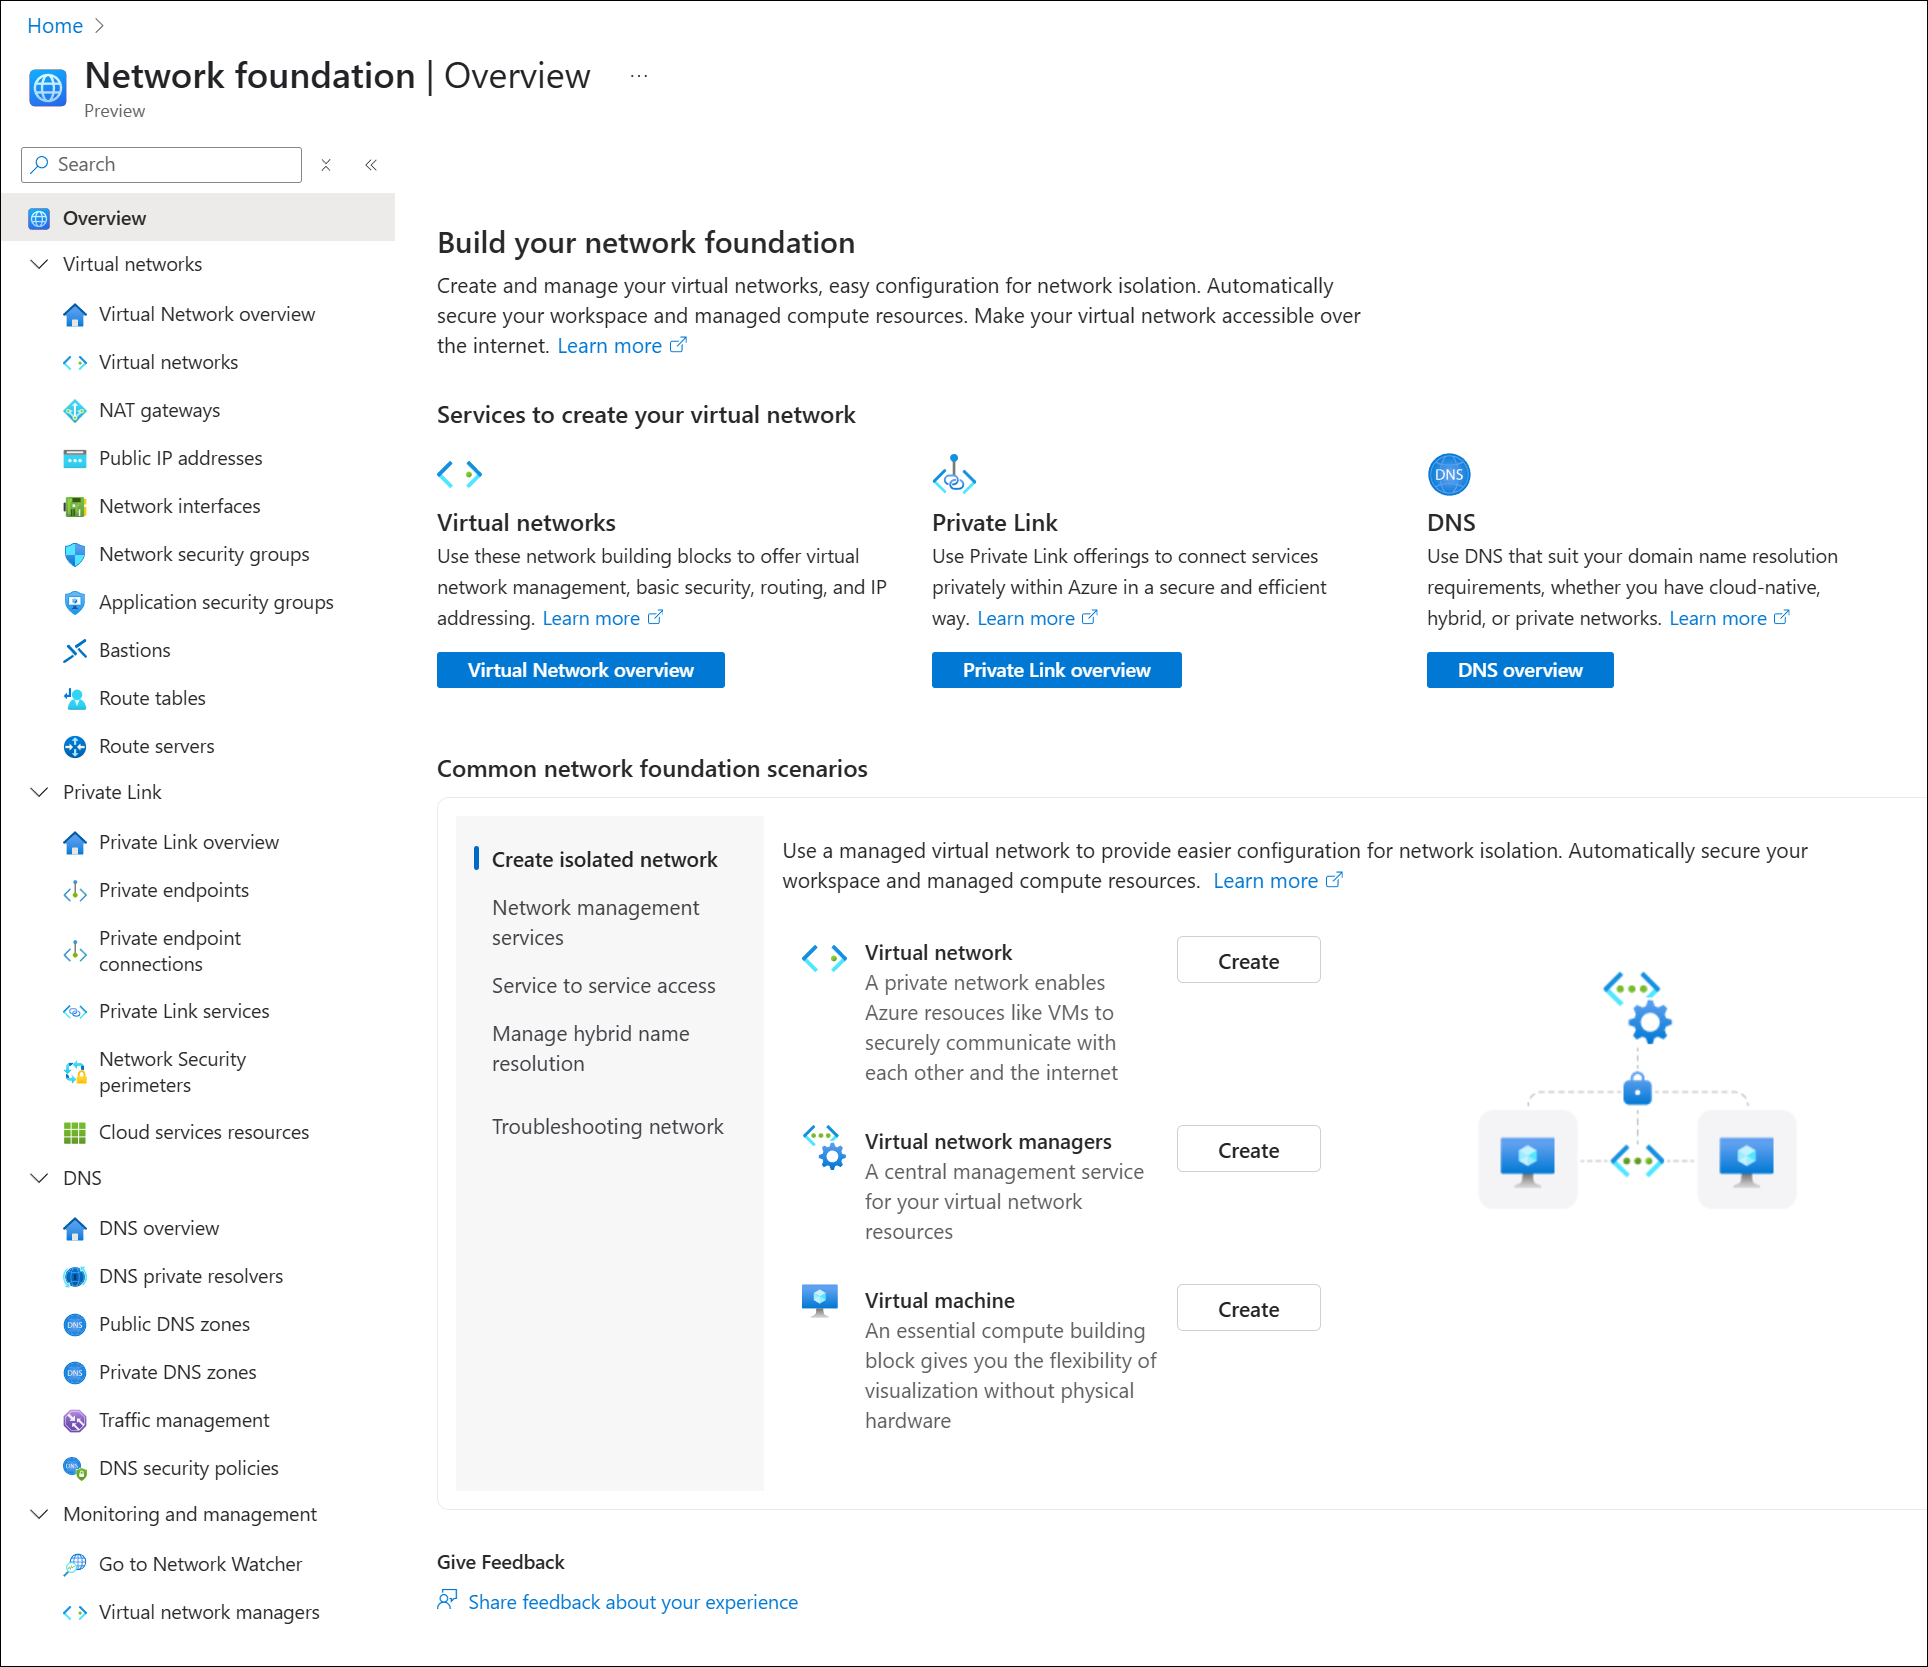 Home
Network foundation | Overview ...
Preview
Search
Overview
Virtual networks
Virtual Network overview
Virtual networks
NAT gateways
Public IP addresses
Network interfaces
Network security groups
Application security groups
Bastions
Route tables
Route servers
Private Link
Private Link overview
Private endpoints
Private endpoint
connections
Private Link services
Network Security
perimeters
Cloud services resources
DNS
DNS overview
DNS private resolvers
Public DNS zones
Private DNS zones
Traffic management
DNS security policies
Monitoring and management
Go to Network Watcher
Virtual network managers
Build your network foundation
Create and manage your virtual networks, easy configuration for network isolation. Automatically
secure your workspace and managed compute resources. Make your virtual network accessible over
the internet. Learn more
Services to create your virtual network
Virtual networks
Use these network building blocks to offer virtual
network management, basic security, routing, and IP
addressing. Learn more
Virtual Network overview
Private Link
Use Private Link offerings to connect services
privately within Azure in a secure and efficient
way. Learn more
Private Link overview
DNS
DNS
Use DNS that suit your domain name resolution
requirements, whether you have cloud-native,
hybrid, or private networks. Learn more
DNS overview
Common network foundation scenarios
Create isolated network
Network management
services
Service to service access
Manage hybrid name
resolution
Troubleshooting network
Use a managed virtual network to provide easier configuration for network isolation. Automatically secure your
workspace and managed compute resources. Learn more
Virtual network
A private network enables
Azure resouces like VMs to
securely communicate with
each other and the internet
Create
Virtual network managers
A central management service
for your virtual network
resources
Create
Virtual machine
An essential compute building
block gives you the flexibility of
visualization without physical
hardware
Create
Give Feedback
Share feedback about your experience